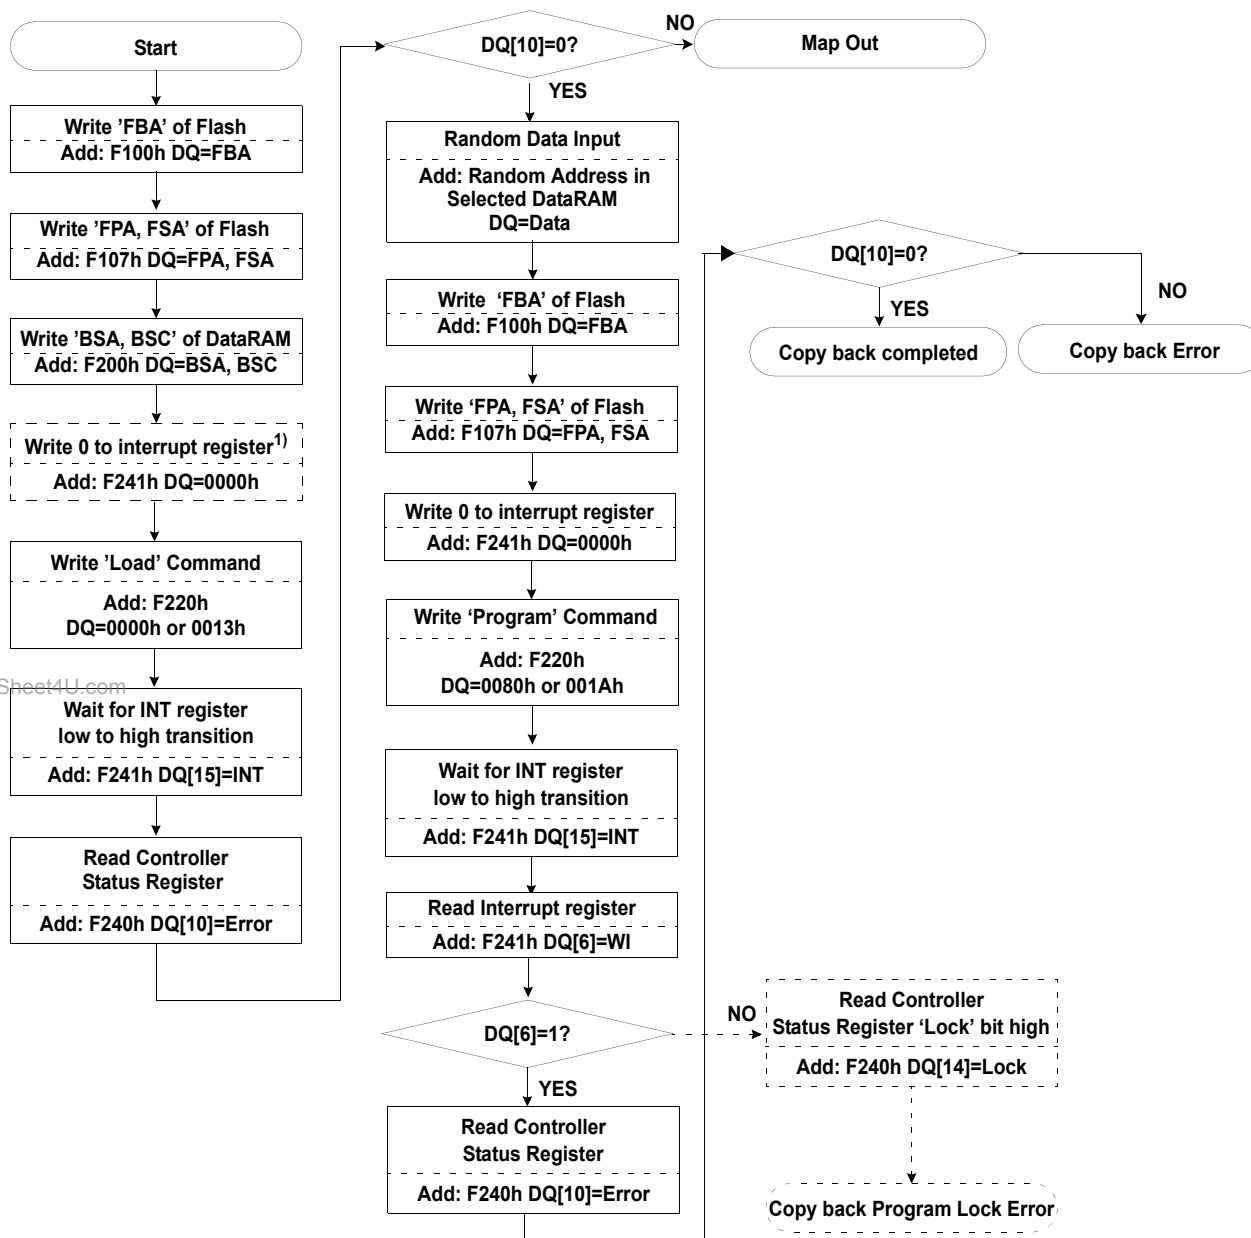 Start
Write 'FBA' of Flash
Add: F100h DQ=FBA
Write ’FPA, FSA’ of Flash
Add: F107h DQ=FPA, FSA
Write ’BSA, BSC’ of DataRAM
Add: F200h DQ=BSA, BSC
Write 0 to interrupt register1)
Add: F241h DQ=0000h
Write ’Load’ Command
Add: F220h
DQ=0000h or 0013h
Sheet4U.com
Wait for INT register
low to high transition
Add: F241h DQ[15]=INT
Read Controller
Status Register
Add: F240h DQ[10]=Error
DQ[10]=0?
NO
Map Out
YES
Random Data Input
Add: Random Address in
Selected DataRAM
DQ=Data
Write ‘FBA’ of Flash
Add: F100h DQ=FBA
Write ‘FPA, FSA’ of Flash
Add: F107h DQ=FPA, FSA
Write 0 to interrupt register
Add: F241h DQ=0000h
Write ‘Program’ Command
Add: F220h
DQ=0080h or 001Ah
Wait for INT register
low to high transition
Add: F241h DQ[15]=INT
Read Interrupt register
Add: F241h DQ[6]=WI
DQ[6]=1?
NO
YES
Read Controller
Status Register
Add: F240h DQ[10]=Error
DQ[10]=0?
YES
NO
Copy back completed
Copy back Error
Read Controller
Status Register ‘Lock’ bit high
Add: F240h DQ[14]=Lock
Copy back Program Lock Error